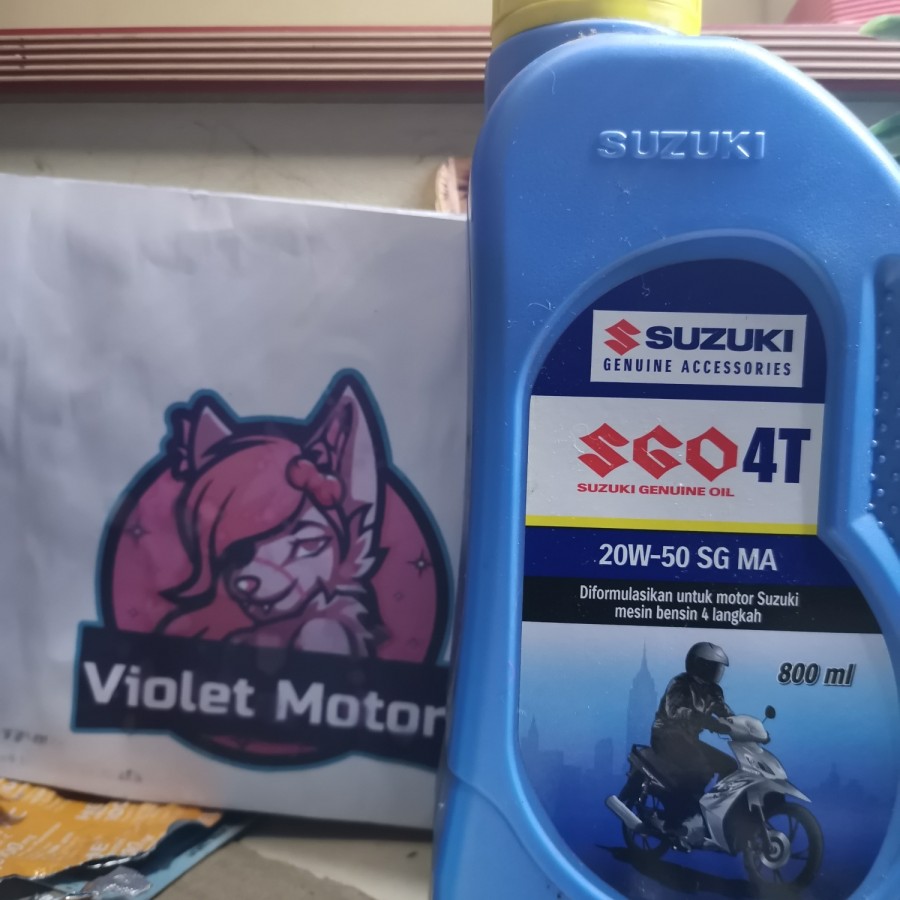 SUZUKI
SUZUKI
GENUINE ACCESSORIES
SGO 4T
SUZUKI GENUINE OIL
20W-50 SG MA
Diformulasikan untuk motor Suzuki
mesin bensin 4 langkah
800 ml
Violet Motor